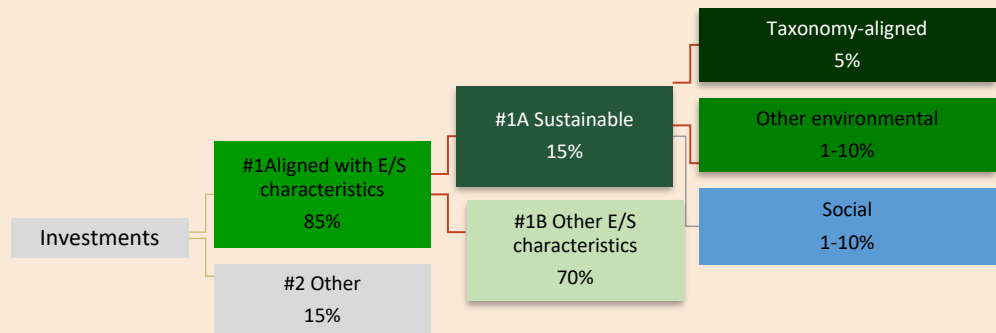 Investments
#1Aligned with E/S
characteristics
85%
#2 Other
15%
#1A Sustainable
15%
#1B Other E/S
characteristics
70%
Taxonomy-aligned
5%
Other environmental
1-10%
Social
1-10%